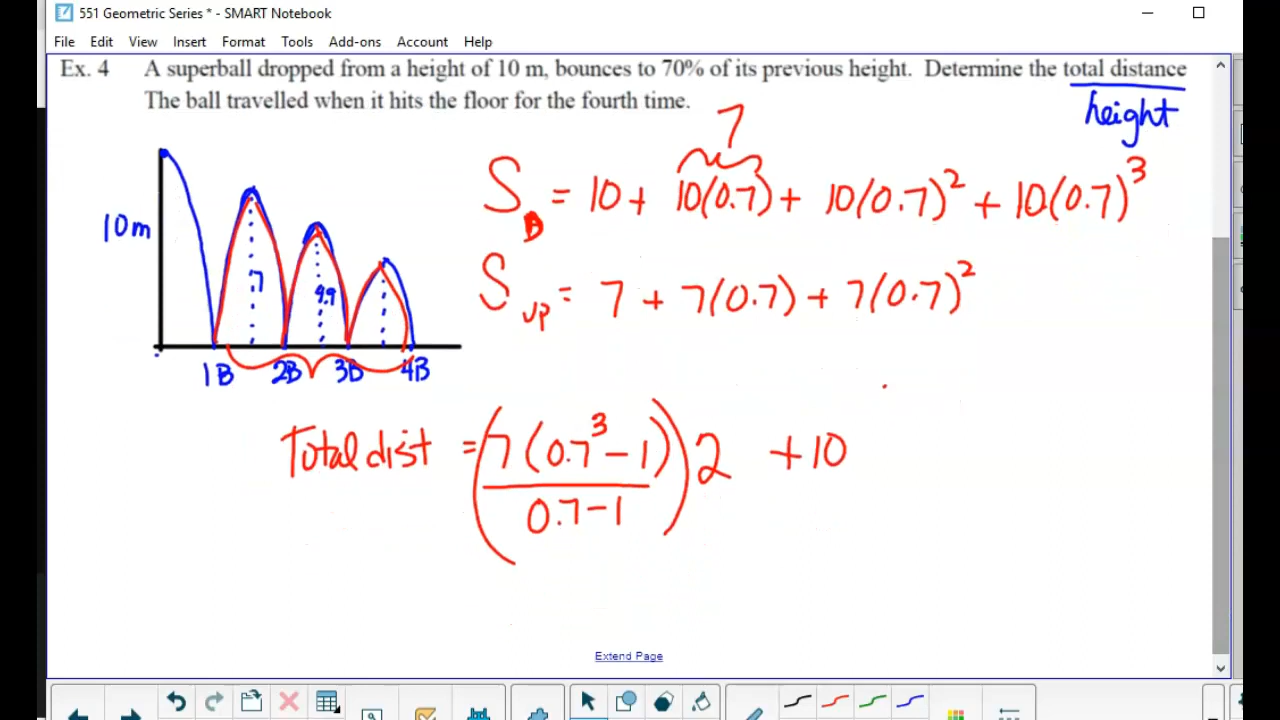 551 Geometric Series * - SMART Notebook
File Edit View Insert Format Tools Add-ons Account Help
Ex. 4 A superball dropped from a height of 10 m, bounces to 70% of its previous height. Determine the total distance
The ball travelled when it hits the floor for the fourth time.
height
7
S_D = 10 + 10(0.7) + 10(0.7)² + 10(0.7)³
10m
7
4.9
S_up = 7 + 7(0.7) + 7(0.7)²
1B 2B 3B 4B
Total dist = (7(0.7³ - 1) / 0.7 - 1) 2 + 10
Extend Page